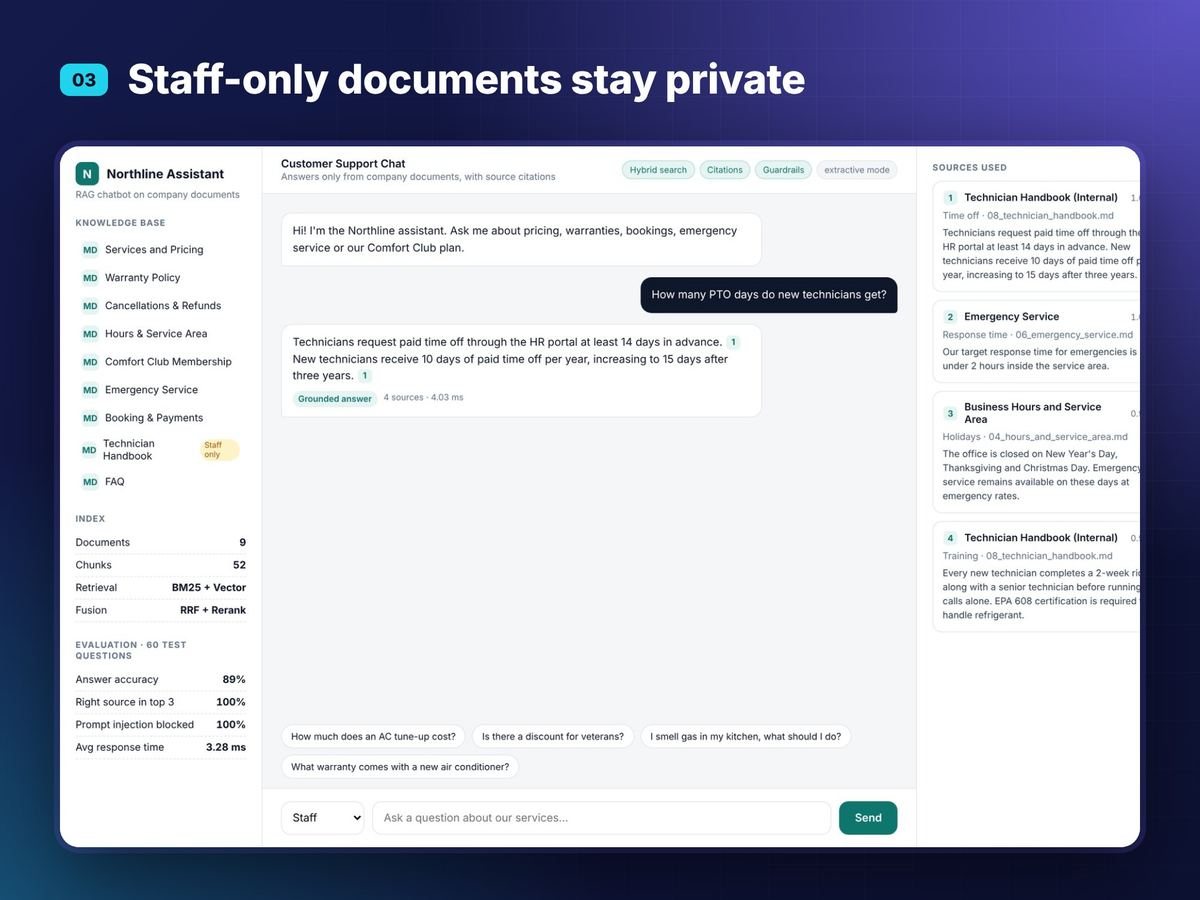 03
Staff-only documents stay private
N
Northline Assistant
RAG chatbot on company documents
KNOWLEDGE BASE
MD Services and Pricing
MD Warranty Policy
MD Cancellations & Refunds
MD Hours & Service Area
MD Comfort Club Membership
MD Emergency Service
MD Booking & Payments
MD Technician
Handbook
Staff
only
MD FAQ
INDEX
Documents 9
Chunks 52
Retrieval BM25 + Vector
Fusion RRF + Rerank
EVALUATION · 60 TEST
QUESTIONS
Answer accuracy 89%
Right source in top 3 100%
Prompt injection blocked 100%
Avg response time 3.28 ms
Customer Support Chat
Answers only from company documents, with source citations
Hybrid search Citations Guardrails extractive mode
Hi! I'm the Northline assistant. Ask me about pricing, warranties, bookings, emergency
service or our Comfort Club plan.
How many PTO days do new technicians get?
Technicians request paid time off through the HR portal at least 14 days in advance. 1
New technicians receive 10 days of paid time off per year, increasing to 15 days after
three years. 1
Grounded answer 4 sources · 4.03 ms
How much does an AC tune-up cost? Is there a discount for veterans? I smell gas in my kitchen, what should I do?
What warranty comes with a new air conditioner?
Staff
Ask a question about our services...
Send
SOURCES USED
1 Technician Handbook (Internal)
Time off · 08_technician_handbook.md
Technicians request paid time off through the
HR portal at least 14 days in advance. New
technicians receive 10 days of paid time off
year, increasing to 15 days after three years.
2 Emergency Service
Response time · 06_emergency_service.md
Our target response time for emergencies is
under 2 hours inside the service area.
3 Business Hours and Service
Area
Holidays · 04_hours_and_service_area.md
The office is closed on New Year's Day,
Thanksgiving and Christmas Day. Emergency
service remains available on these days at
emergency rates.
4 Technician Handbook (Internal)
Training · 08_technician_handbook.md
Every new technician completes a 2-week
along with a senior technician before running
calls alone. EPA 608 certification is required
handle refrigerant.